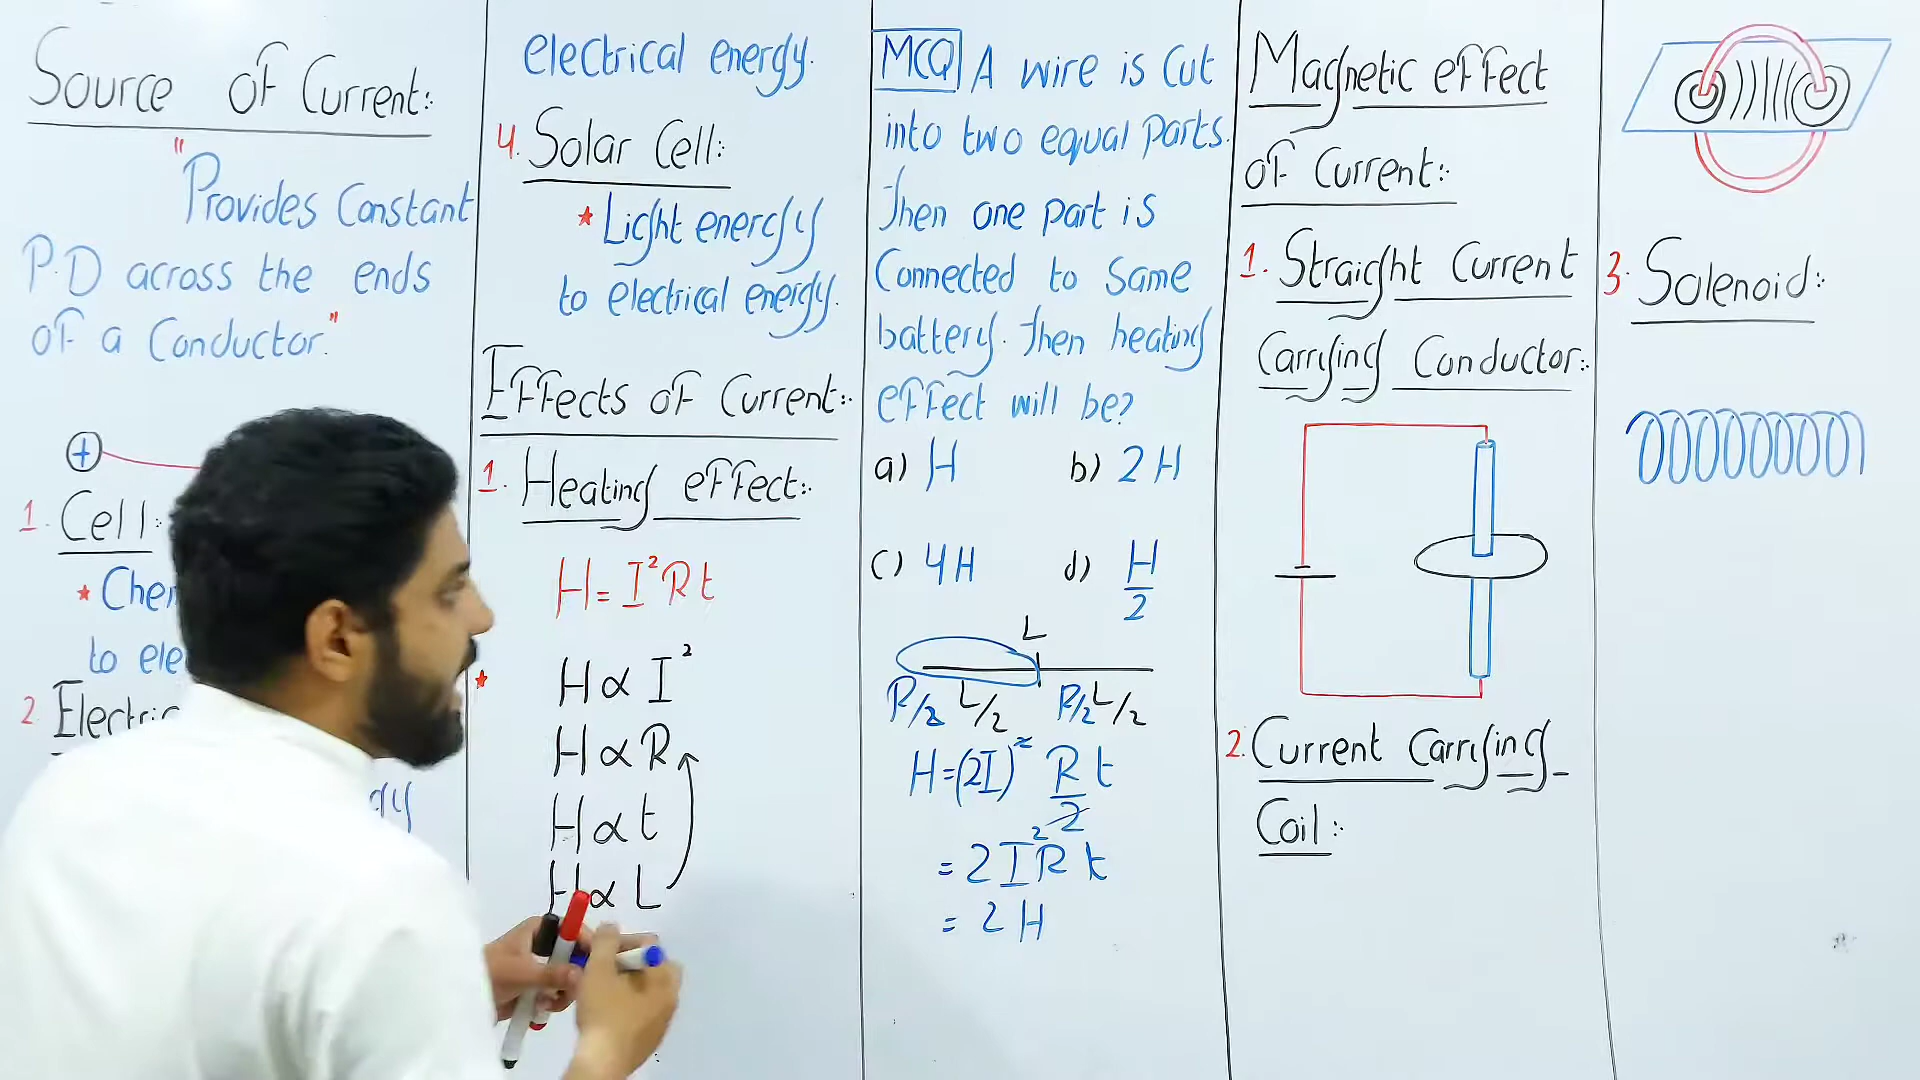 Source of Current:
"Provides Constant
P.D across the ends
of a Conductor."
+
1. Cell:
* Che
to ele
2. Electric
gy
electrical energy.
4. Solar Cell:
* Light energy
to electrical energy.
Effects of Current:
1. Heating effect:
H = I²Rt
* H ∝ I²
H ∝ R
H ∝ t
H ∝ L
MCQ A wire is cut
into two equal parts.
Then one part is
Connected to same
battery. Then heating
effect will be?
a) H b) 2H
c) 4H d) H/2
L
R/2 L/2 R/2 L/2
H = (2I)² R/2 t
= 2I²Rt
= 2H
Magnetic effect
of Current:
1. Straight Current
Carrying Conductor:
2. Current Carrying
Coil:
3. Solenoid: